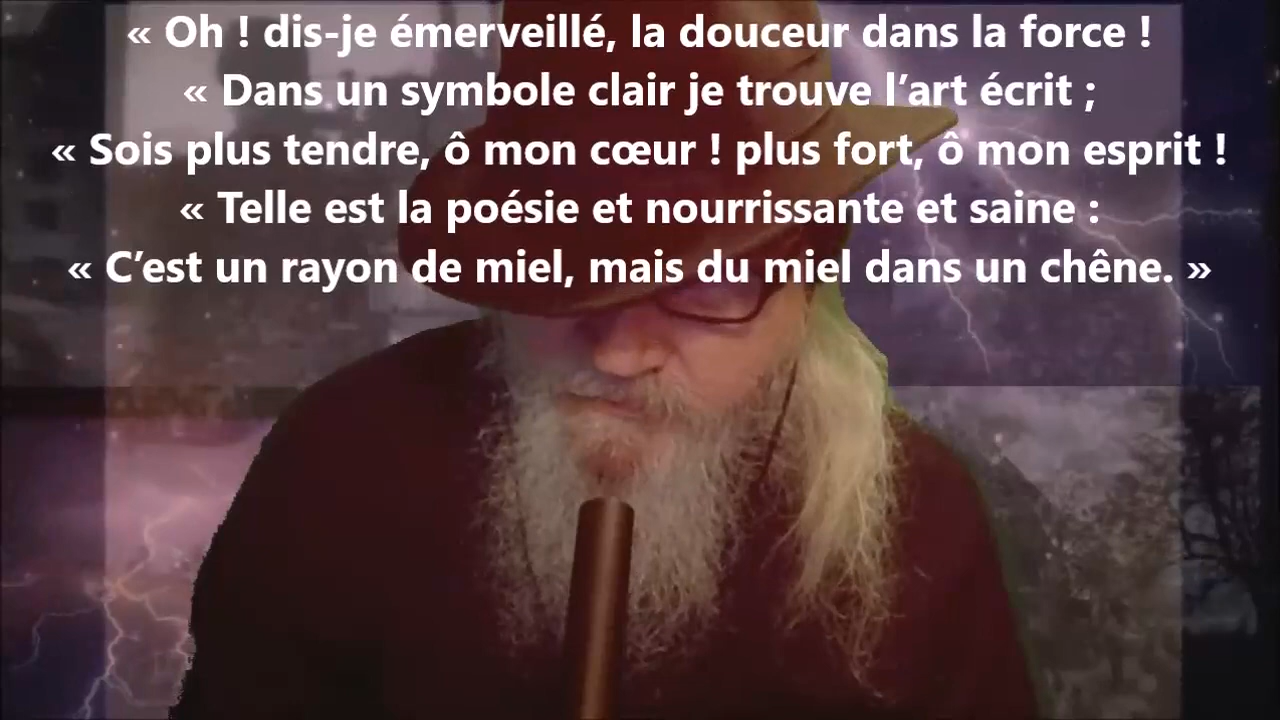 « Oh ! dis-je émerveillé, la douceur dans la force !
« Dans un symbole clair je trouve l’art écrit ;
« Sois plus tendre, ô mon cœur ! plus fort, ô mon esprit !
« Telle est la poésie et nourrissante et saine :
« C’est un rayon de miel, mais du miel dans un chêne. »